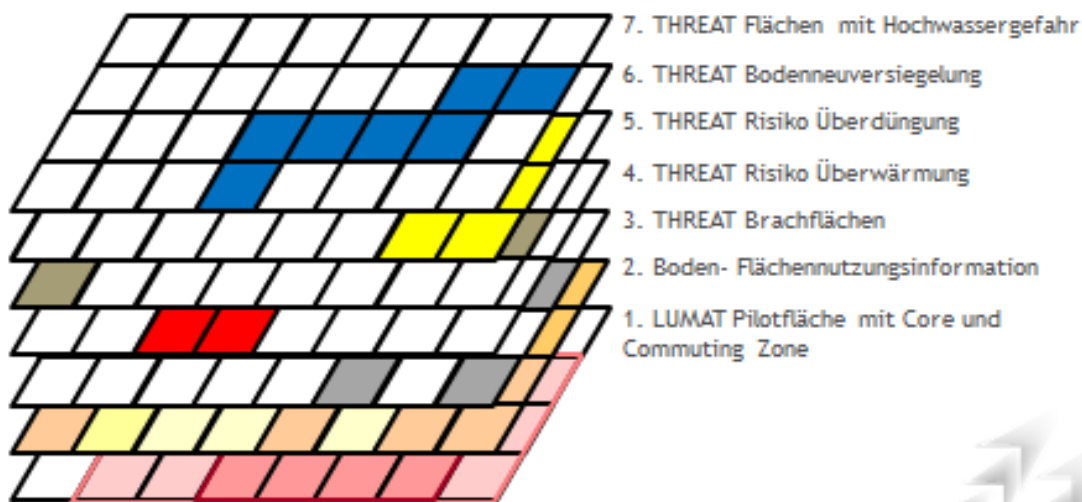 7. THREAT Flächen mit Hochwassergefahr
6. THREAT Bodenneuversiegelung
5. THREAT Risiko Überdüngung
4. THREAT Risiko Überwärmung
3. THREAT Brachflächen
2. Boden- Flächennutzungsinformation
1. LUMAT Pilotfläche mit Core und
Commuting Zone